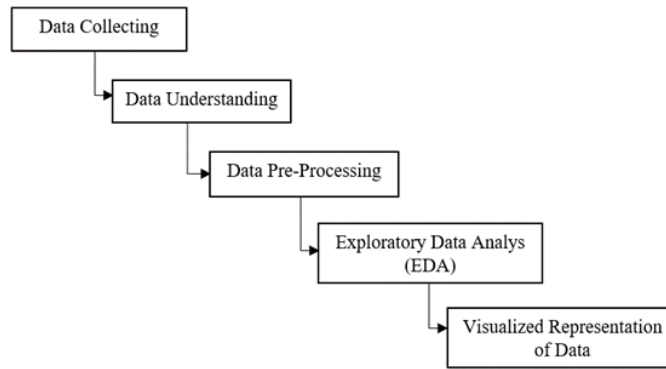 Data Collecting
Data Understanding
Data Pre-Processing
Exploratory Data Analys
(EDA)
Visualized Representation
of Data